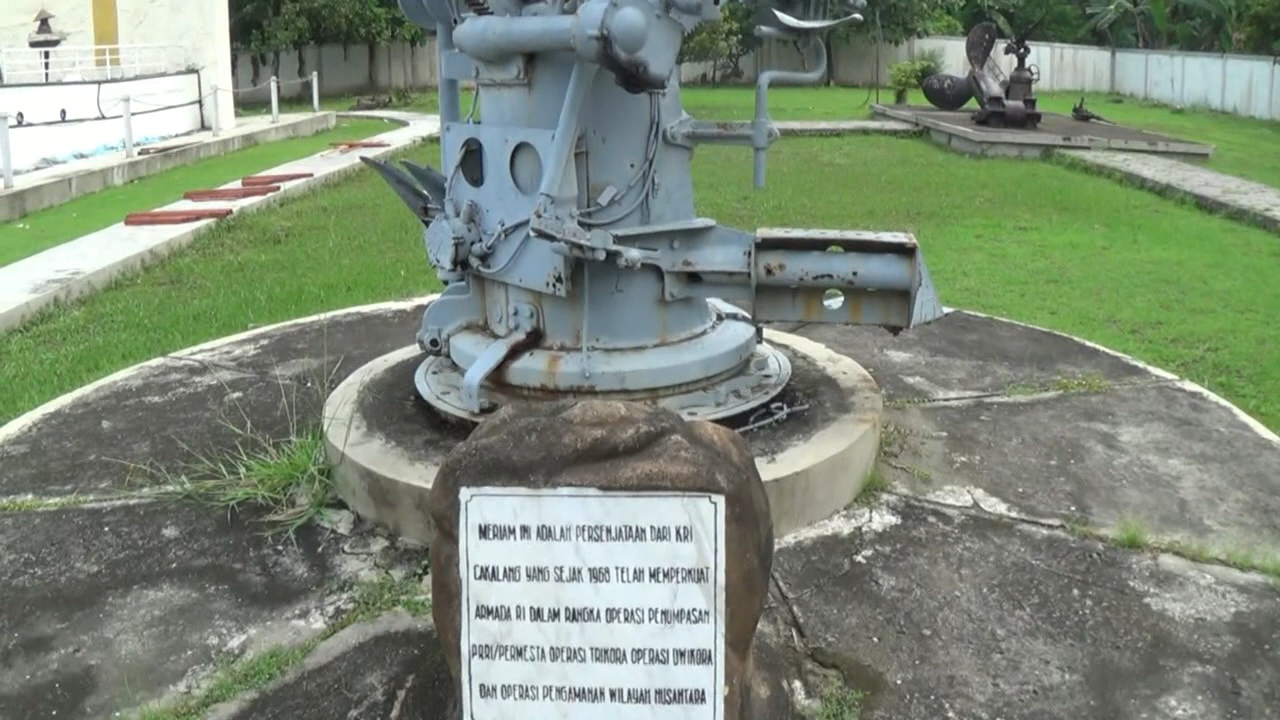 MERIAM INI ADALAH PERSENJATAAN DARI KRI
CAKALANG YANG SEJAK 1968 TELAH MEMPERKUAT
ARMADA RI DALAM RANGKA OPERASI PENUMPASAN
PRRI/PERMESTA OPERASI TRIKORA OPERASI DWIKORA
DAN OPERASI PENGAMANAN WILAYAH NUSANTARA